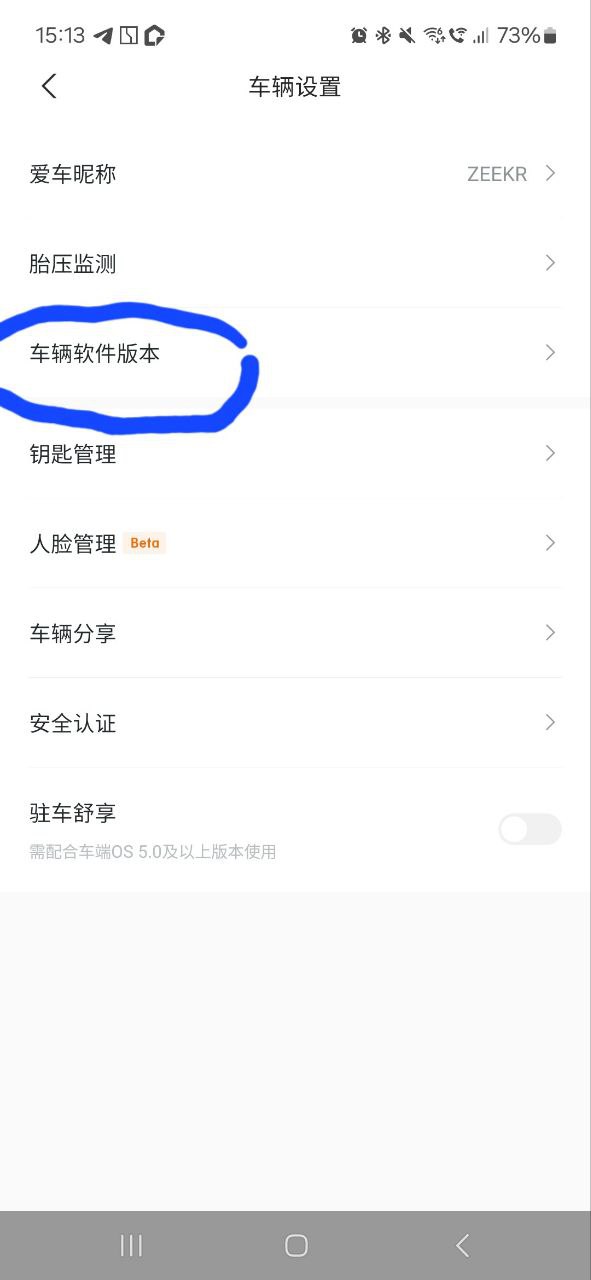 15:13
73%
车辆设置
爱车昵称 ZEEKR
胎压监测
车辆软件版本
钥匙管理
人脸管理 Beta
车辆分享
安全认证
驻车舒享
需配合车端OS 5.0及以上版本使用